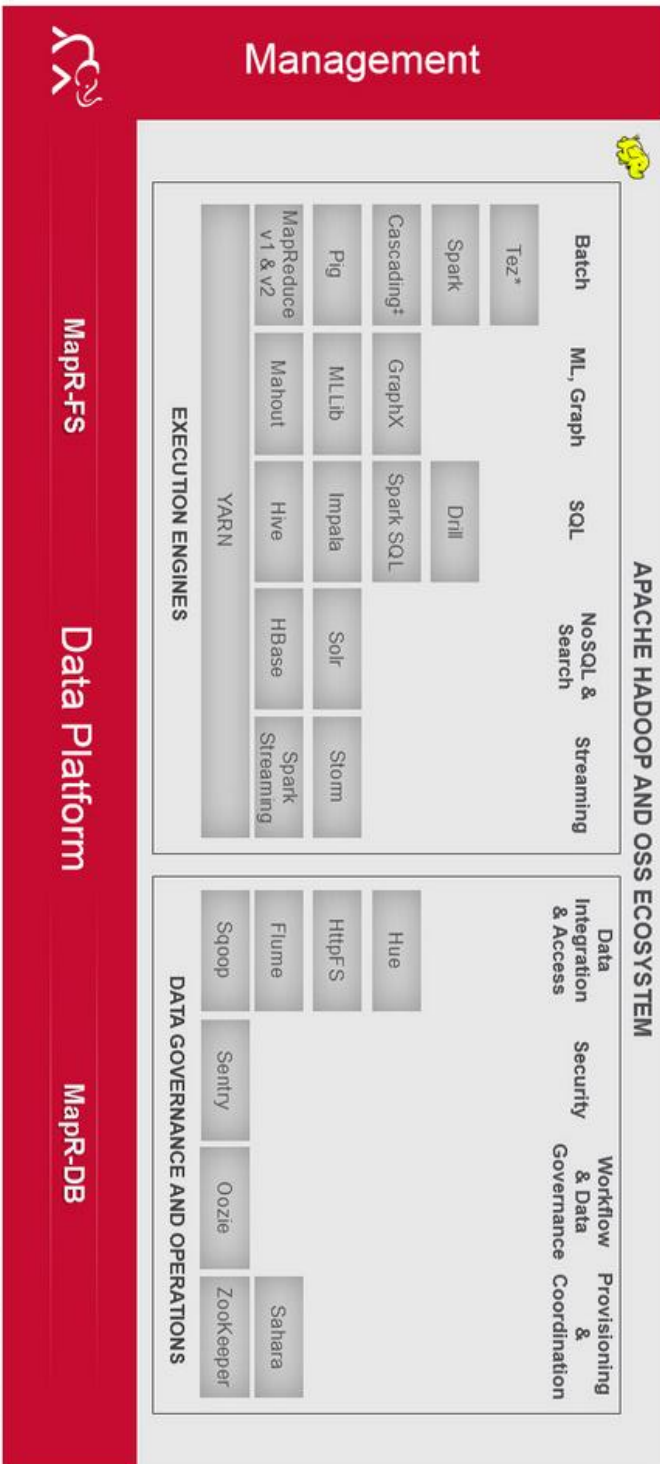 Management
APACHE HADOOP AND OSS ECOSYSTEM
Batch
ML, Graph
SQL
NoSQL &
Search
Streaming
Tez*
Spark
Drill
Cascading‡
GraphX
Spark SQL
Pig
MLLib
Impala
Solr
Storm
MapReduce
v1 & v2
Mahout
Hive
HBase
Spark
Streaming
YARN
EXECUTION ENGINES
Data
Integration
& Access
Security
Workflow
& Data
Governance
Provisioning
&
Coordination
Hue
HttpFS
Flume
Sahara
Sqoop
Sentry
Oozie
ZooKeeper
DATA GOVERNANCE AND OPERATIONS
MapR-FS
Data Platform
MapR-DB